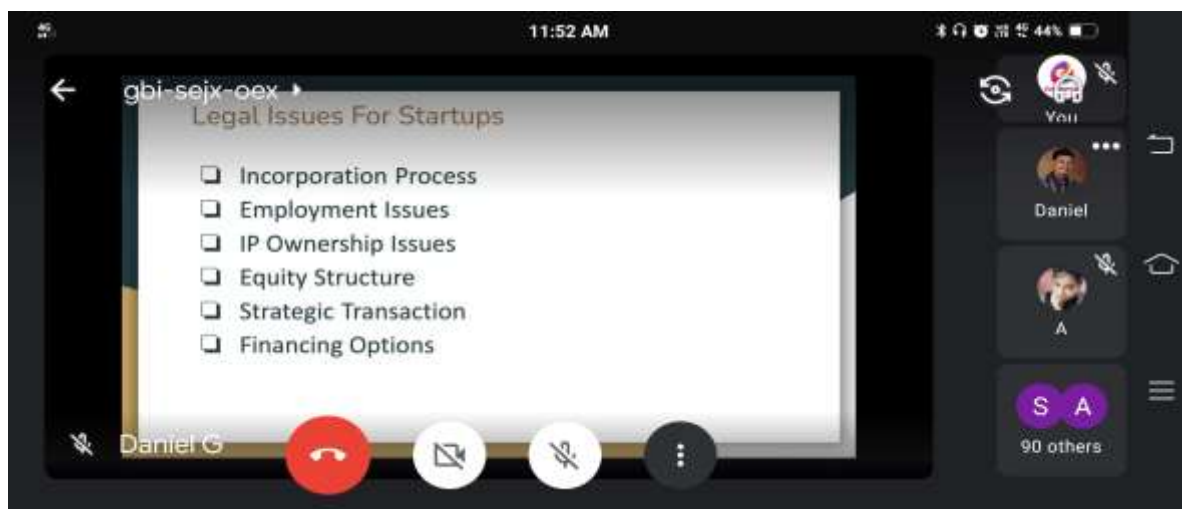 11:52 AM
44%
gbi-sejx-oex
Legal Issues For Startups
You
Incorporation Process
Daniel
Employment Issues
IP Ownership Issues
Equity Structure
A
Strategic Transaction
Financing Options
S A
Daniel G
90 others